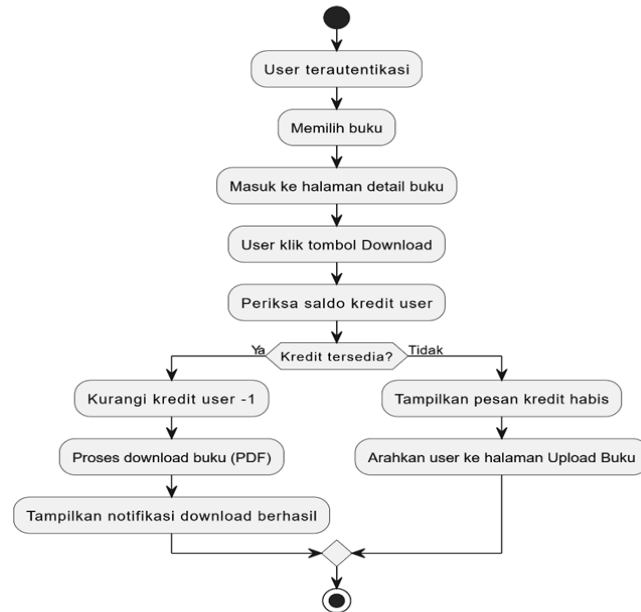 User terautentikasi
Memilih buku
Masuk ke halaman detail buku
User klik tombol Download
Periksa saldo kredit user
Ya
Kredit tersedia?
Tidak
Kurangi kredit user -1
Proses download buku (PDF)
Tampilkan notifikasi download berhasil
Tampilkan pesan kredit habis
Arahkan user ke halaman Upload Buku